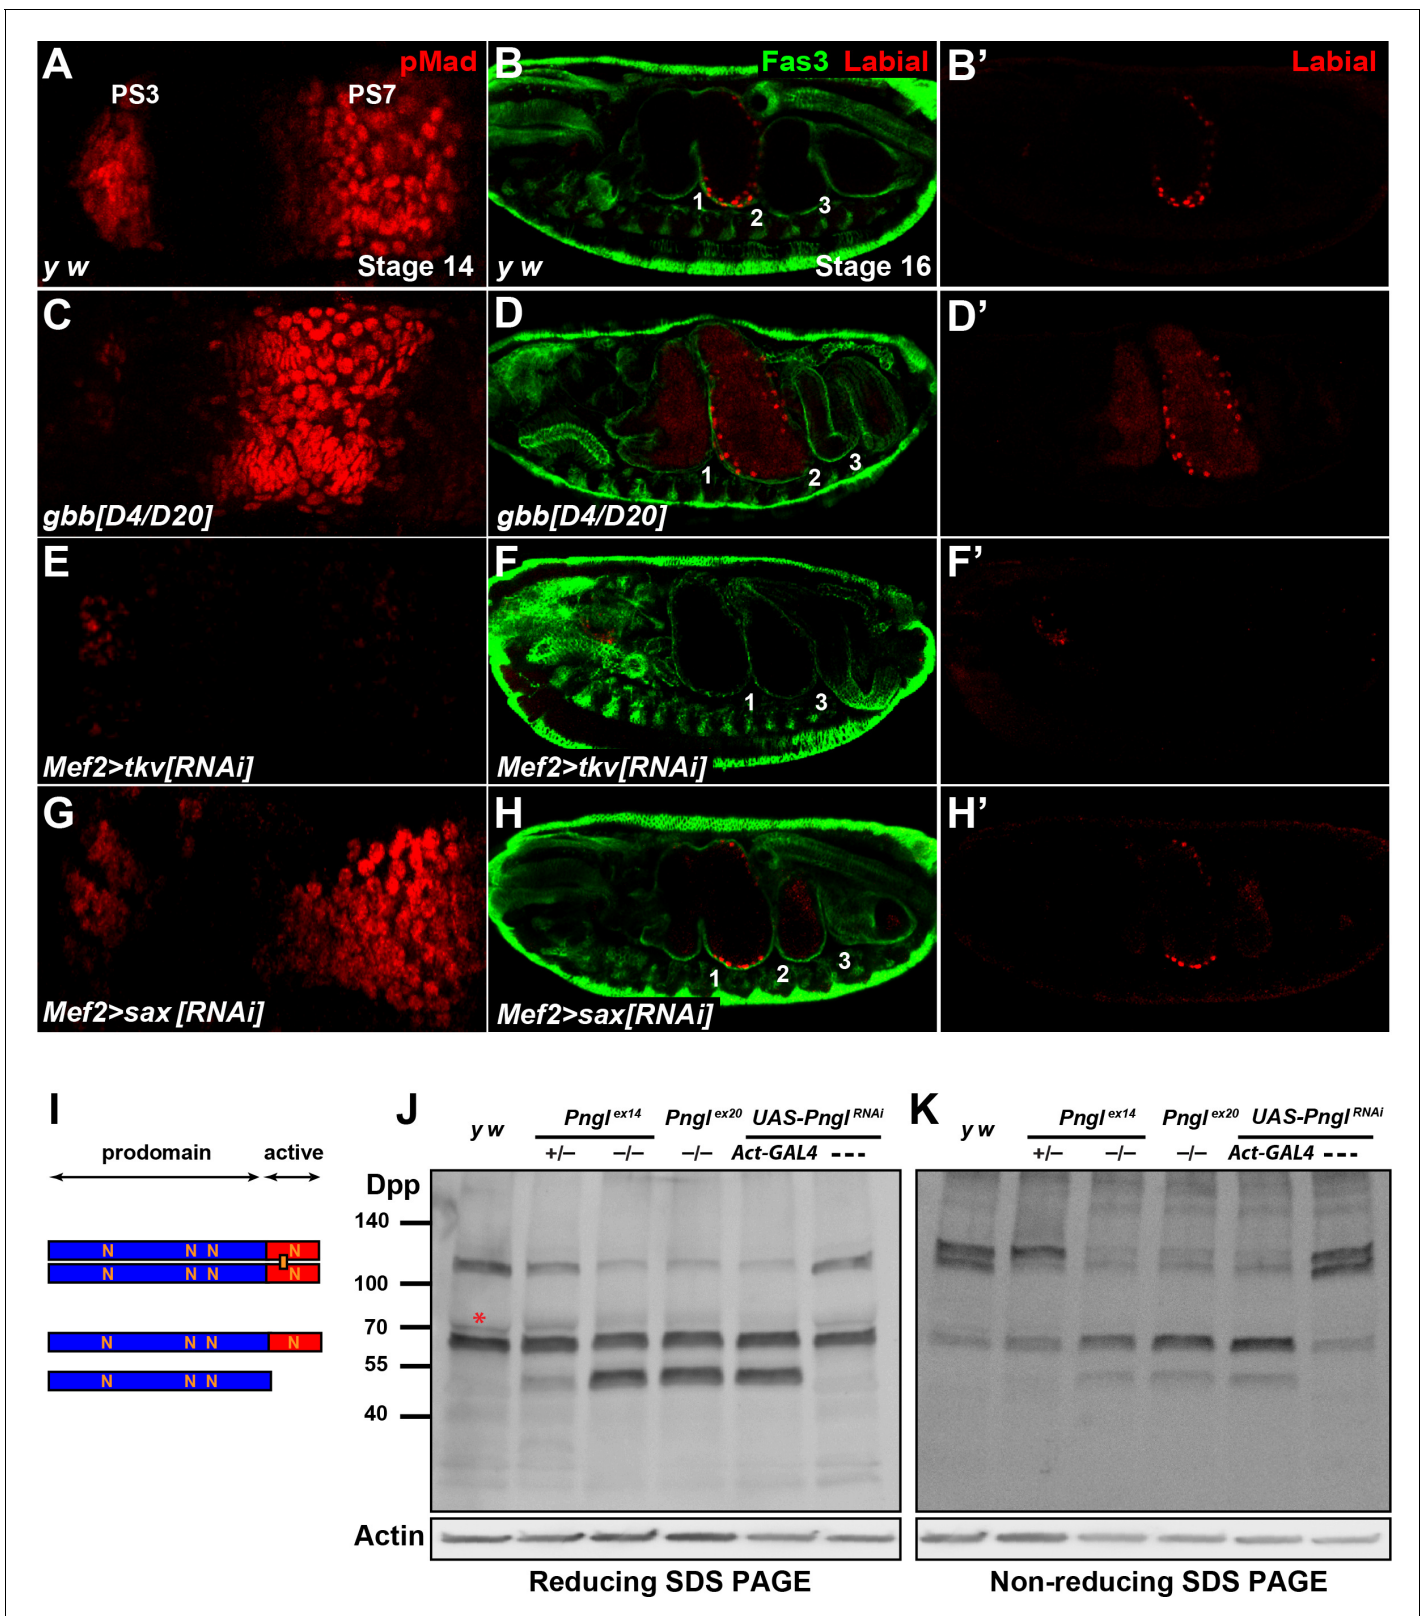 A pMad B Fas3 Labial B’ Labial
PS3 PS7
1 2 3
y w Stage 14 y w Stage 16
C D D’
1 2 3
gbb[D4/D20] gbb[D4/D20]
E F F’
1 3
Mef2>tkv[RNAi] Mef2>tkv[RNAi]
G H H’
1 2 3
Mef2>sax [RNAi] Mef2>sax[RNAi]
I
prodomain active
N N N N
N N N N
N N N N
N N N
J
y w Pngl ex14 Pngl ex20 UAS-Pngl RNAi
+/– –/– –/– Act-GAL4 ---
Dpp
140
100
70
*
55
40
Actin
Reducing SDS PAGE
K
y w Pngl ex14 Pngl ex20 UAS-Pngl RNAi
+/– –/– –/– Act-GAL4 ---
Non-reducing SDS PAGE